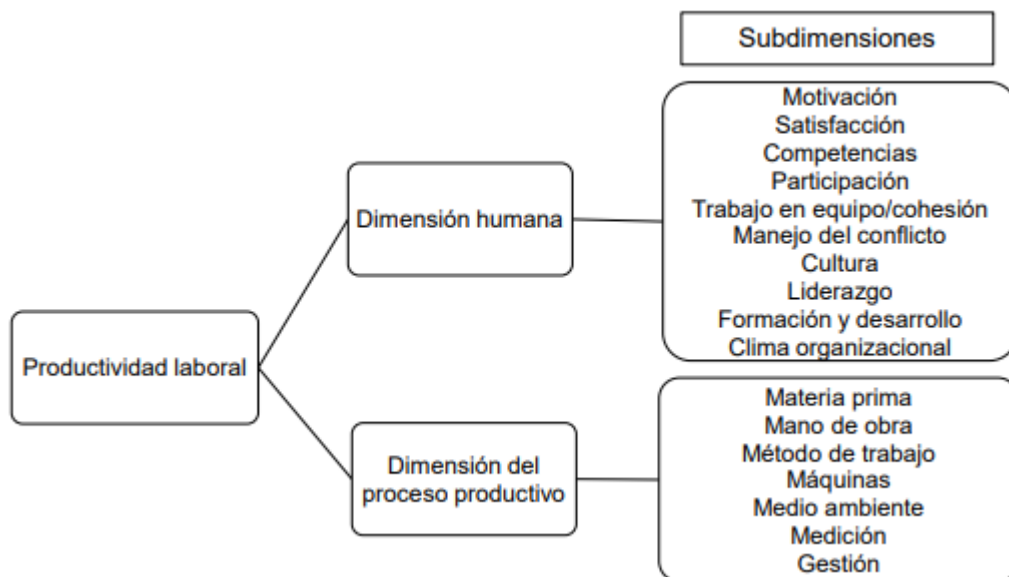 Subdimensiones
Motivación
Satisfacción
Competencias
Participación
Trabajo en equipo/cohesión
Manejo del conflicto
Cultura
Liderazgo
Formación y desarrollo
Clima organizacional
Dimensión humana
Productividad laboral
Dimensión del
proceso productivo
Materia prima
Mano de obra
Método de trabajo
Máquinas
Medio ambiente
Medición
Gestión